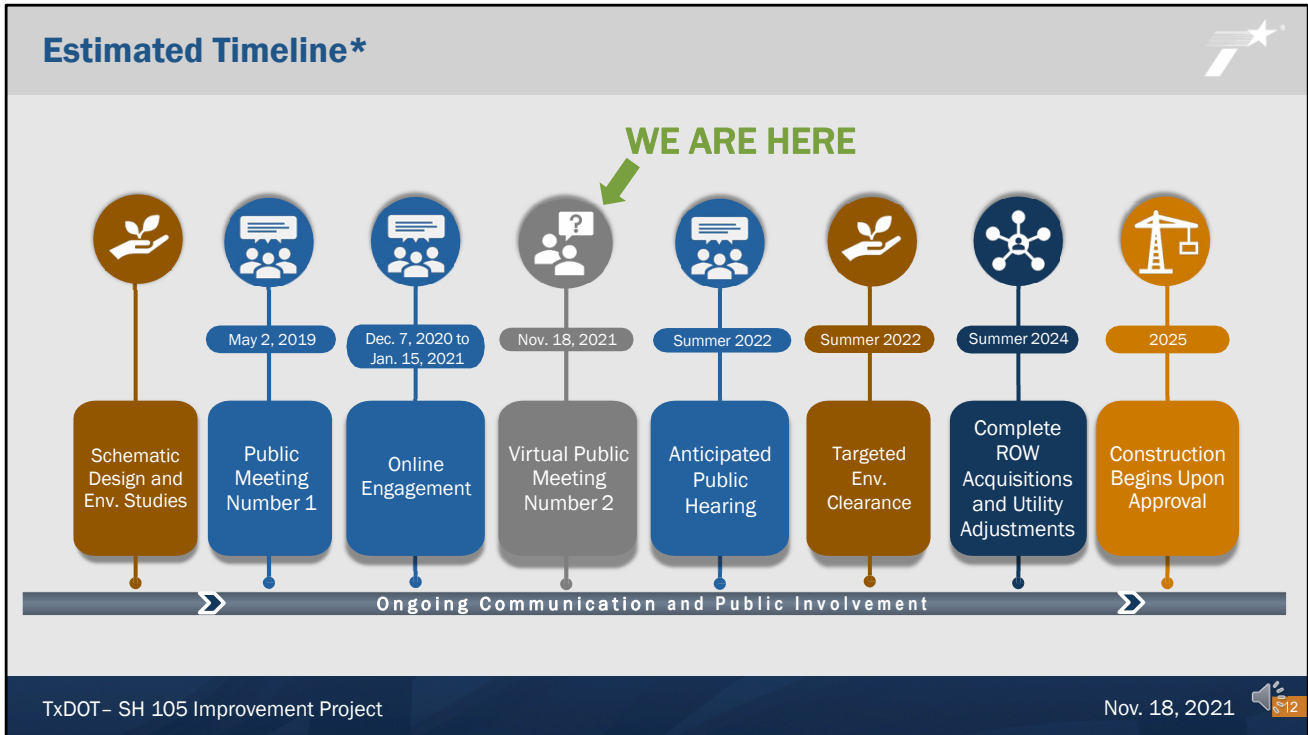 Estimated Timeline*
WE ARE HERE
?
May 2, 2019
Dec. 7, 2020 to
Jan. 15, 2021
Nov. 18, 2021
Summer 2022
Summer 2022
Summer 2024
2025
Schematic
Design and
Env. Studies
Public
Meeting
Number 1
Online
Engagement
Virtual Public
Meeting
Number 2
Anticipated
Public
Hearing
Targeted
Env.
Clearance
Complete
ROW
Acquisitions
and Utility
Adjustments
Construction
Begins Upon
Approval
Ongoing Communication and Public Involvement
TxDOT– SH 105 Improvement Project
Nov. 18, 2021
12